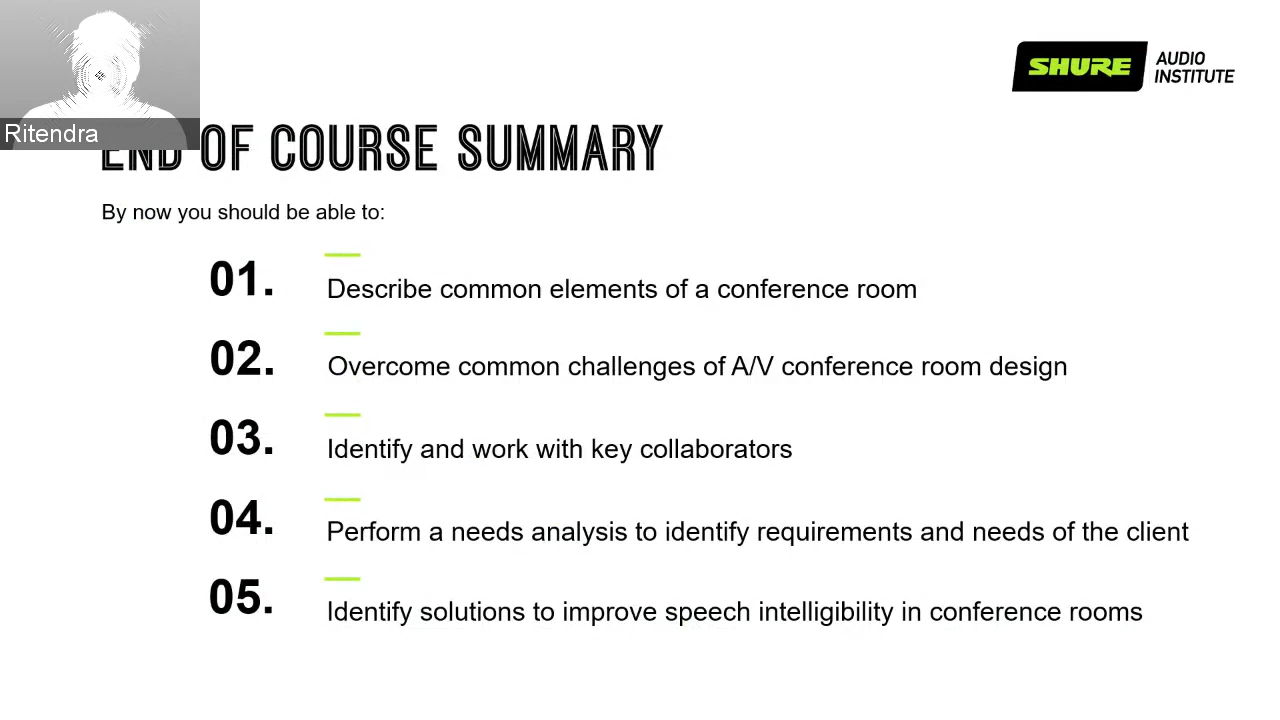 SHURE AUDIO INSTITUTE
Ritendra
END OF COURSE SUMMARY
By now you should be able to:
01. Describe common elements of a conference room
02. Overcome common challenges of A/V conference room design
03. Identify and work with key collaborators
04. Perform a needs analysis to identify requirements and needs of the client
05. Identify solutions to improve speech intelligibility in conference rooms